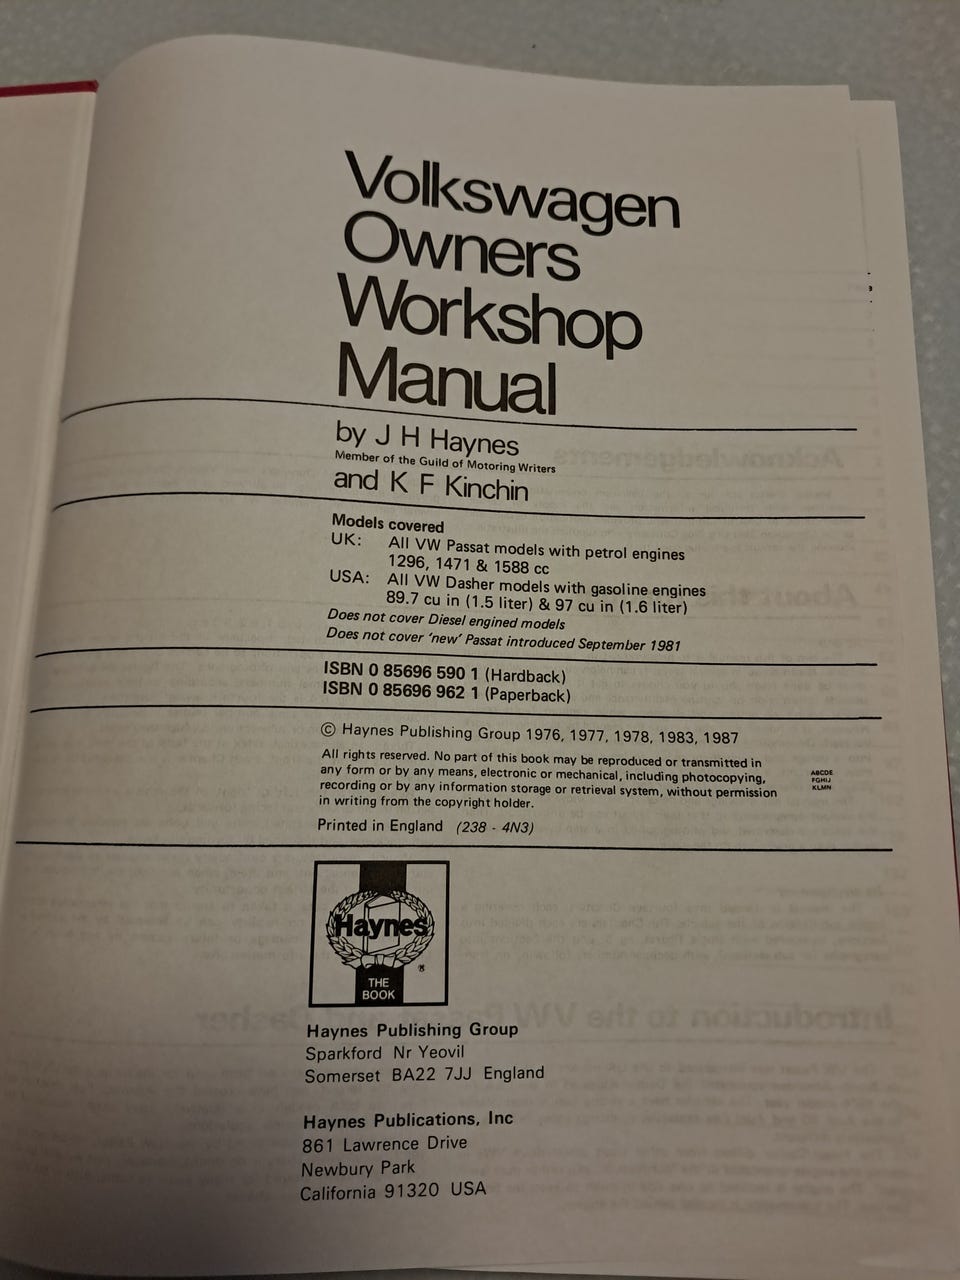 Volkswagen
Owners
Workshop
Manual
by J H Haynes
Member of the Guild of Motoring Writers
and K F Kinchin
Models covered
UK: All VW Passat models with petrol engines
1296, 1471 & 1588 cc
USA: All VW Dasher models with gasoline engines
89.7 cu in (1.5 liter) & 97 cu in (1.6 liter)
Does not cover Diesel engined models
Does not cover 'new' Passat introduced September 1981
ISBN 0 85696 590 1 (Hardback)
ISBN 0 85696 962 1 (Paperback)
© Haynes Publishing Group 1976, 1977, 1978, 1983, 1987
All rights reserved. No part of this book may be reproduced or transmitted in
any form or by any means, electronic or mechanical, including photocopying,
recording or by any information storage or retrieval system, without permission
in writing from the copyright holder.
ABCDE
FGHIJ
KLMN
Printed in England (238 - 4N3)
Haynes
®
THE
BOOK
Haynes Publishing Group
Sparkford Nr Yeovil
Somerset BA22 7JJ England
Haynes Publications, Inc
861 Lawrence Drive
Newbury Park
California 91320 USA